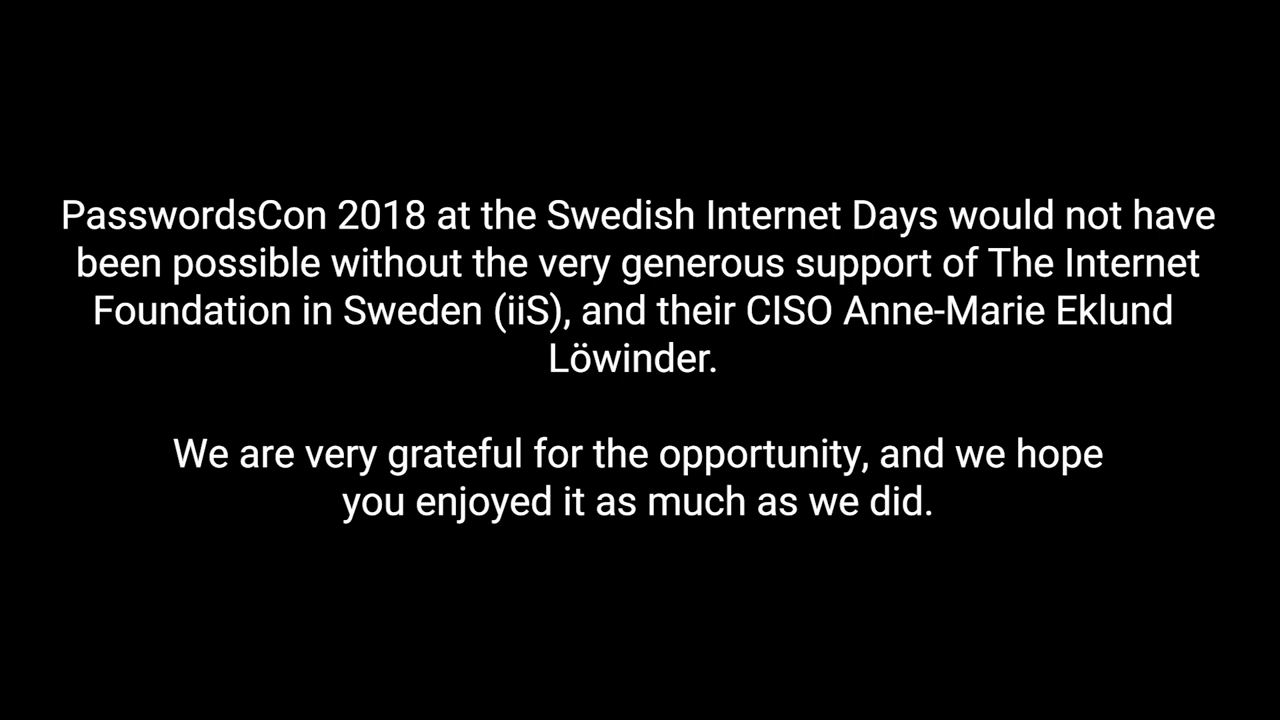 PasswordsCon 2018 at the Swedish Internet Days would not have
been possible without the very generous support of The Internet
Foundation in Sweden (iiS), and their CISO Anne-Marie Eklund
Löwinder.
We are very grateful for the opportunity, and we hope
you enjoyed it as much as we did.